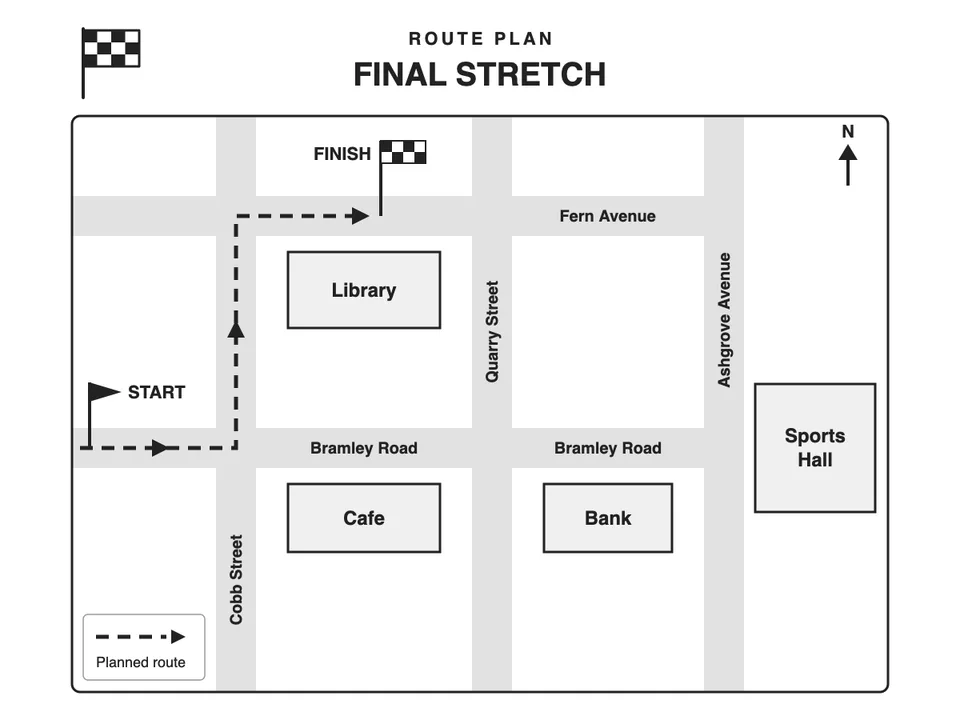 ROUTE PLAN
FINAL STRETCH
N
FINISH
Fern Avenue
Library
Quarry Street
Ashgrove Avenue
START
Bramley Road
Bramley Road
Sports
Hall
Cafe
Bank
Cobb Street
Planned route